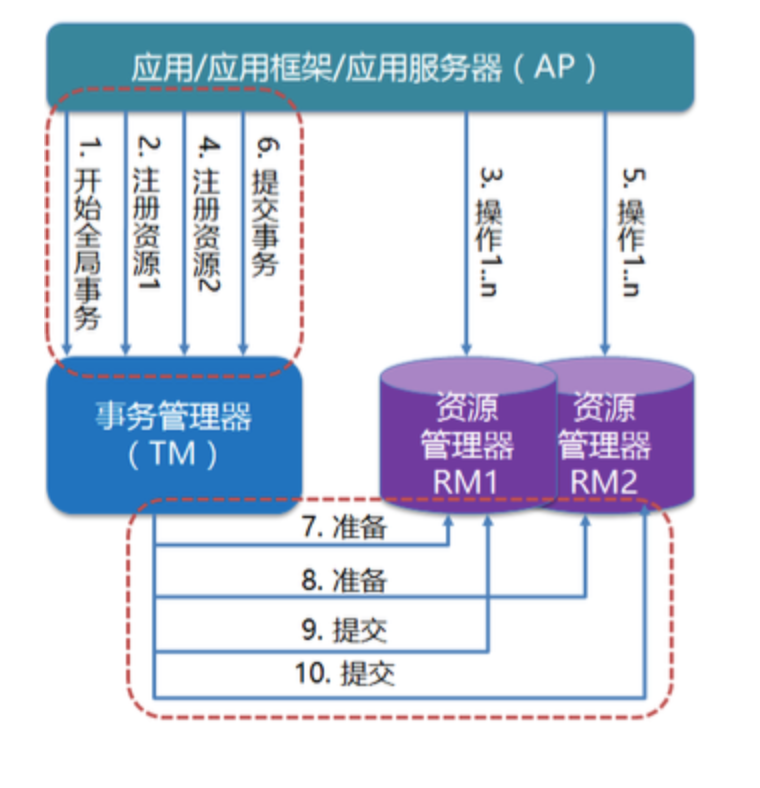 应用/应用框架/应用服务器（AP）
1. 开始全局事务
2. 注册资源1
4. 注册资源2
6. 提交事务
3. 操作1..n
5. 操作1..n
事务管理器
（TM）
资源
管理器
RM1
资源
管理器
RM2
7. 准备
8. 准备
9. 提交
10. 提交